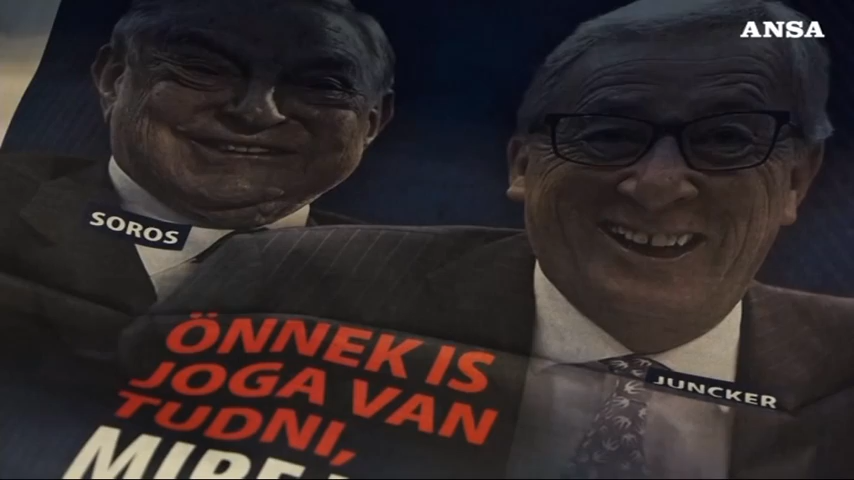 ANSA
SOROS
JUNCKER
ÖNNEK IS
JOGA VAN
TUDNI,